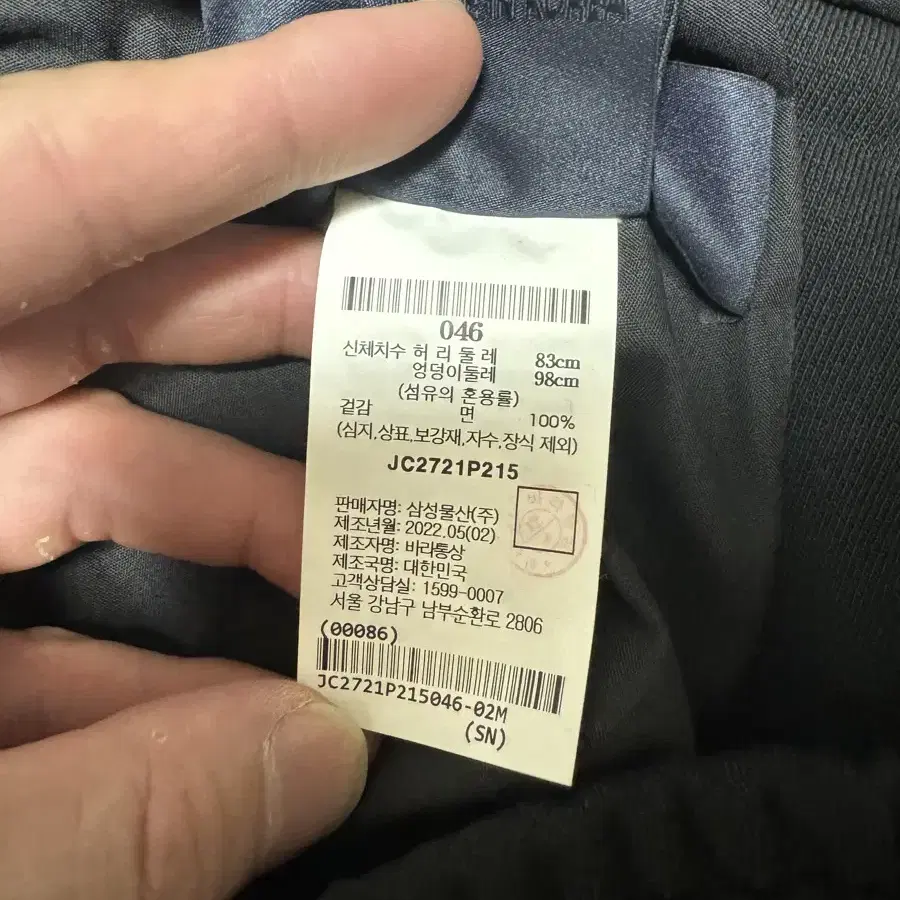 046
신체치수 허 리 둘 레 83cm
엉덩이둘레 98cm
(섬유의 혼용률)
겉감 면 100%
(심지,상표,보강재,자수,장식 제외)
JC2721P215
판매자명: 삼성물산(주)
제조년월: 2022.05(02)
제조자명: 바라통상
제조국명: 대한민국
고객상담실: 1599-0007
서울 강남구 남부순환로 2806
(00086)
JC2721P215046-02M
(SN)